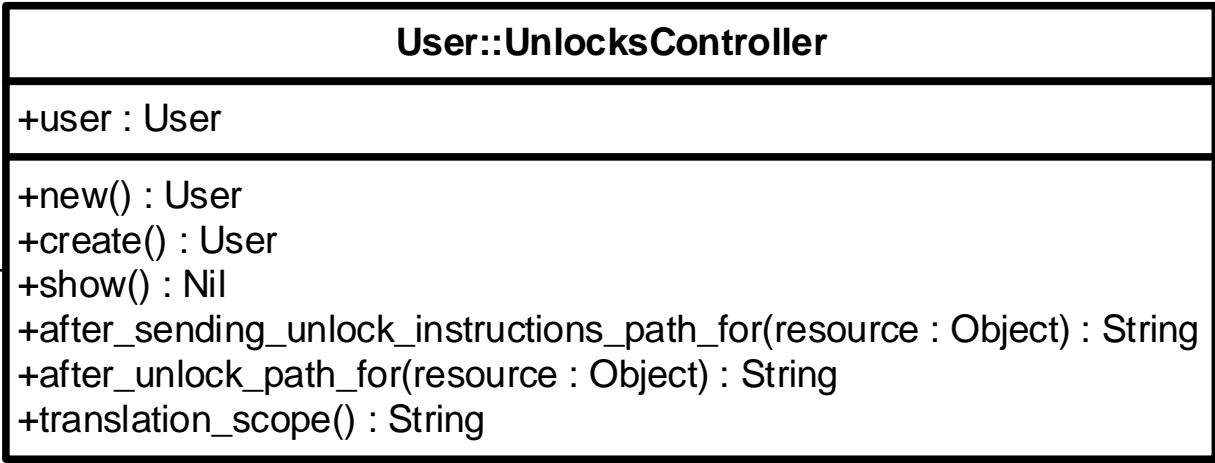 User::UnlocksController
+user : User
+new() : User
+create() : User
+show() : Nil
+after_sending_unlock_instructions_path_for(resource : Object) : String
+after_unlock_path_for(resource : Object) : String
+translation_scope() : String